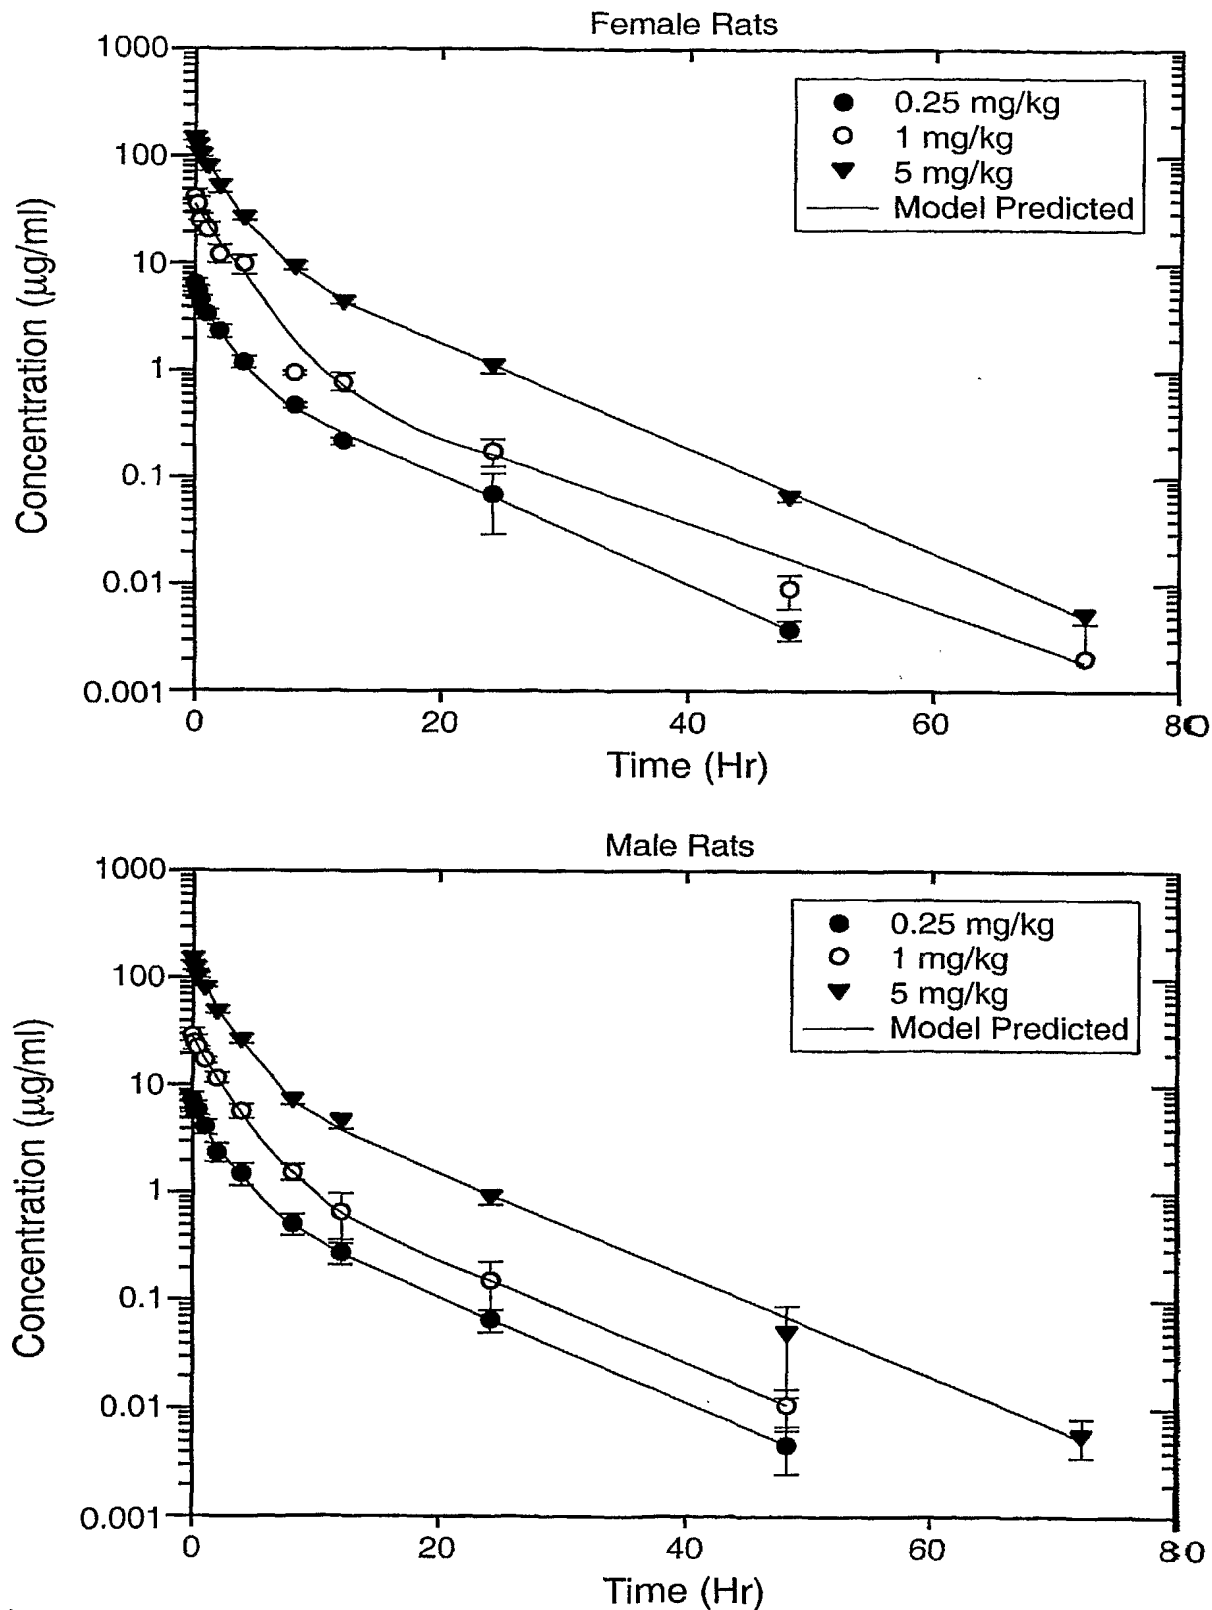 Female Rats
1000
0.25 mg/kg
1 mg/kg
100
5 mg/kg
Model Predicted
10
1
0.1
0.01
0.001
Concentration (μg/ml)
0 20 40 60 80
Time (Hr)
Male Rats
1000
0.25 mg/kg
1 mg/kg
100
5 mg/kg
Model Predicted
10
1
0.1
0.01
0.001
Concentration (μg/ml)
0 20 40 60 80
Time (Hr)